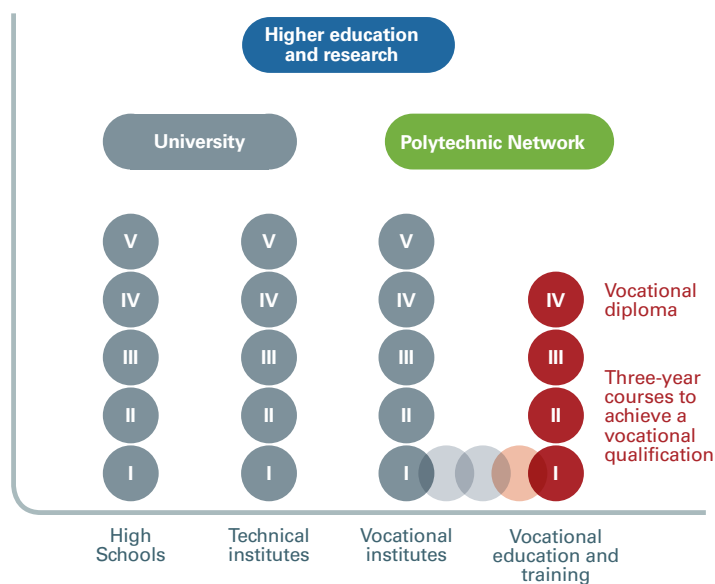 Higher education
and research
University
Polytechnic Network
V V V
IV IV IV IV
Vocational
diploma
III III III III
Three-year
courses to
achieve a
vocational
qualification
II II II II
I I I I
High
Schools
Technical
institutes
Vocational
institutes
Vocational
education and
training